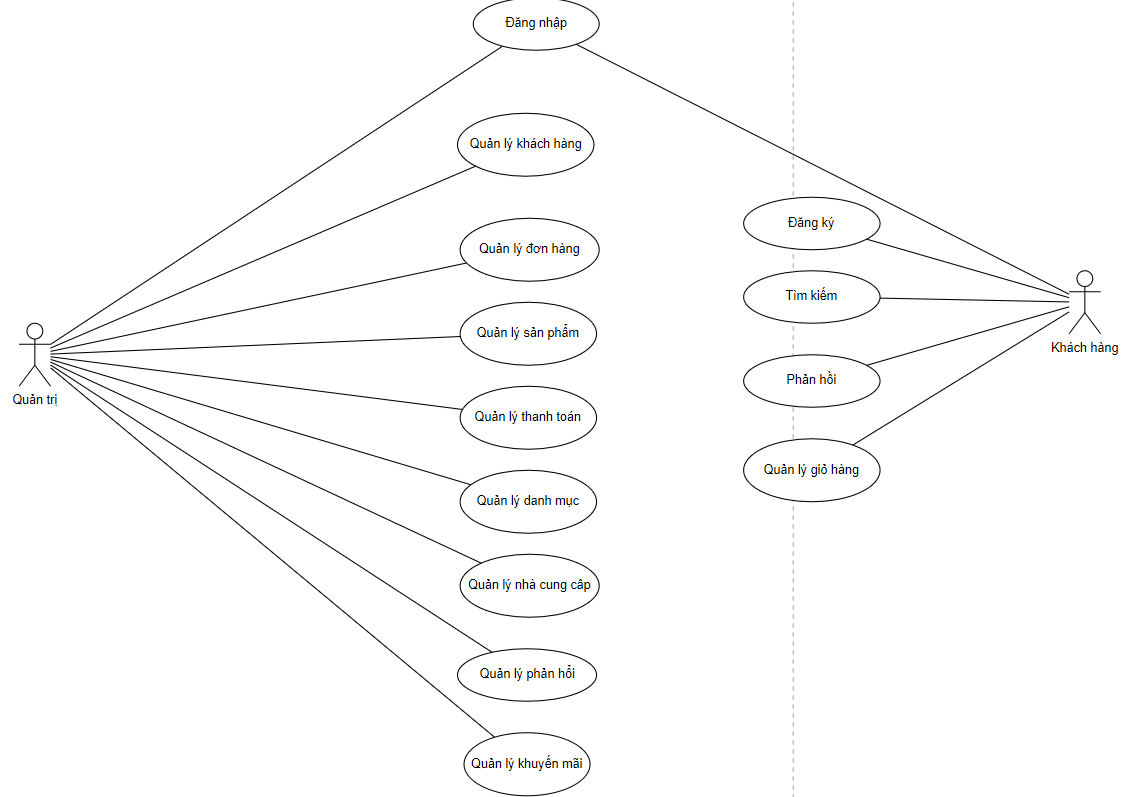 Đăng nhập
Quản lý khách hàng
Đăng ký
Quản lý đơn hàng
Tìm kiếm
Quản lý sản phẩm
Khách hàng
Phản hồi
Quản trị
Quản lý thanh toán
Quản lý giỏ hàng
Quản lý danh mục
Quản lý nhà cung câp
Quản lý phản hổi
Quản lý khuyến mãi